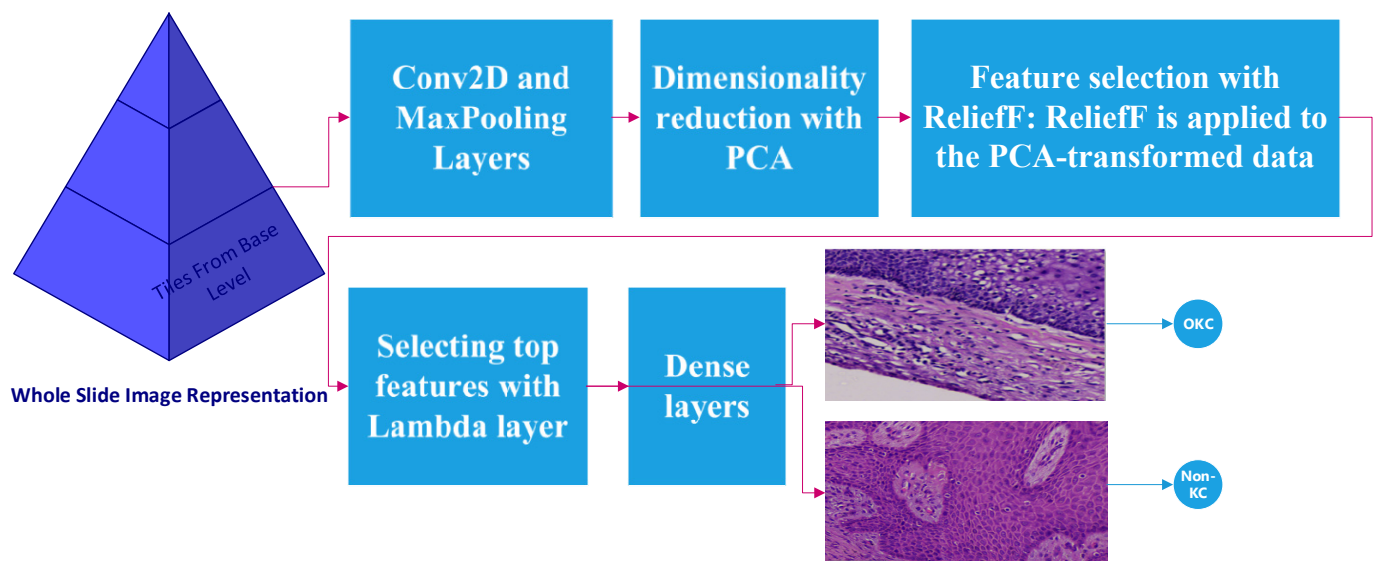 Conv2D and
MaxPooling
Layers
Dimensionality
reduction with
PCA
Feature selection with
ReliefF: ReliefF is applied to
the PCA-transformed data
Tiles From Base
Level
Whole Slide Image Representation
Selecting top
features with
Lambda layer
Dense
layers
OKC
Non-
KC